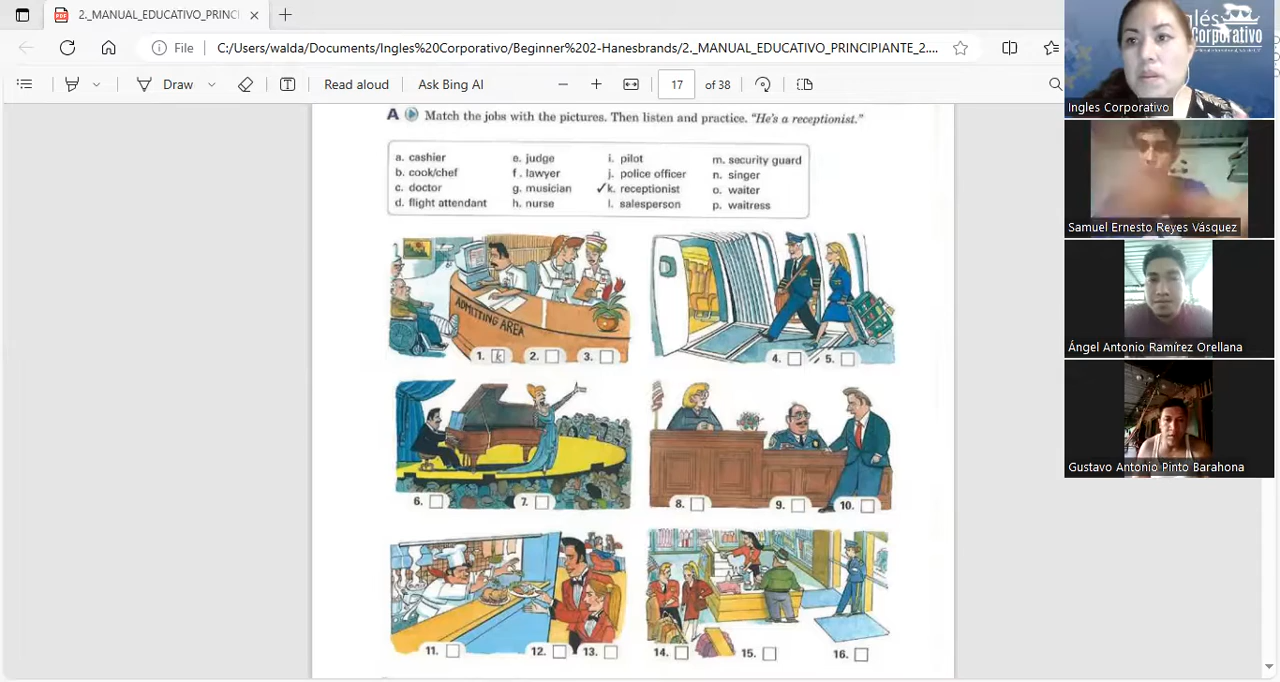 2._MANUAL_EDUCATIVO_PRINCI
File C:/Users/walda/Documents/Ingles%20Corporativo/Beginner%202-Hanesbrands/2._MANUAL_EDUCATIVO_PRINCIPIANTE_2....
Draw Read aloud Ask Bing AI 17 of 38
A Match the jobs with the pictures. Then listen and practice. "He's a receptionist."
a. cashier
b. cook/chef
c. doctor
d. flight attendant
e. judge
f. lawyer
g. musician
h. nurse
i. pilot
j. police officer
✓k. receptionist
l. salesperson
m. security guard
n. singer
o. waiter
p. waitress
ADMITTING AREA
1. k 2. 3.
4. 5.
6. 7.
8. 9. 10.
11. 12. 13.
14. 15. 16.
glés
Corporativo
Ingles Corporativo
Samuel Ernesto Reyes Vásquez
Ángel Antonio Ramírez Orellana
Gustavo Antonio Pinto Barahona